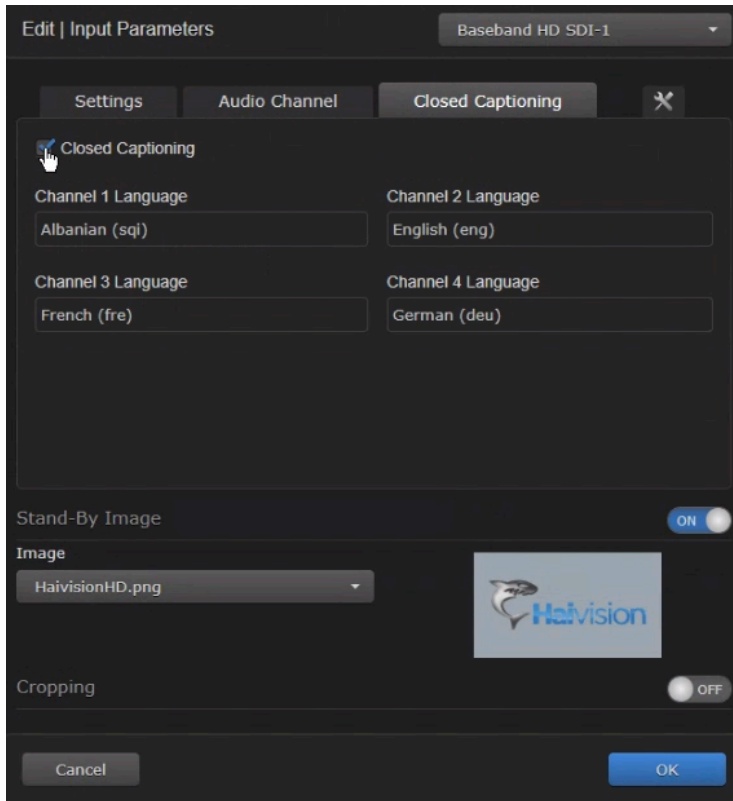 Edit | Input Parameters
Baseband HD SDI-1
Settings
Audio Channel
Closed Captioning
Closed Captioning
Channel 1 Language
Channel 2 Language
Albanian (sqi)
English (eng)
Channel 3 Language
Channel 4 Language
French (fre)
German (deu)
Stand-By Image
ON
Image
HaivisionHD.png
Haivision
Cropping
OFF
Cancel
OK